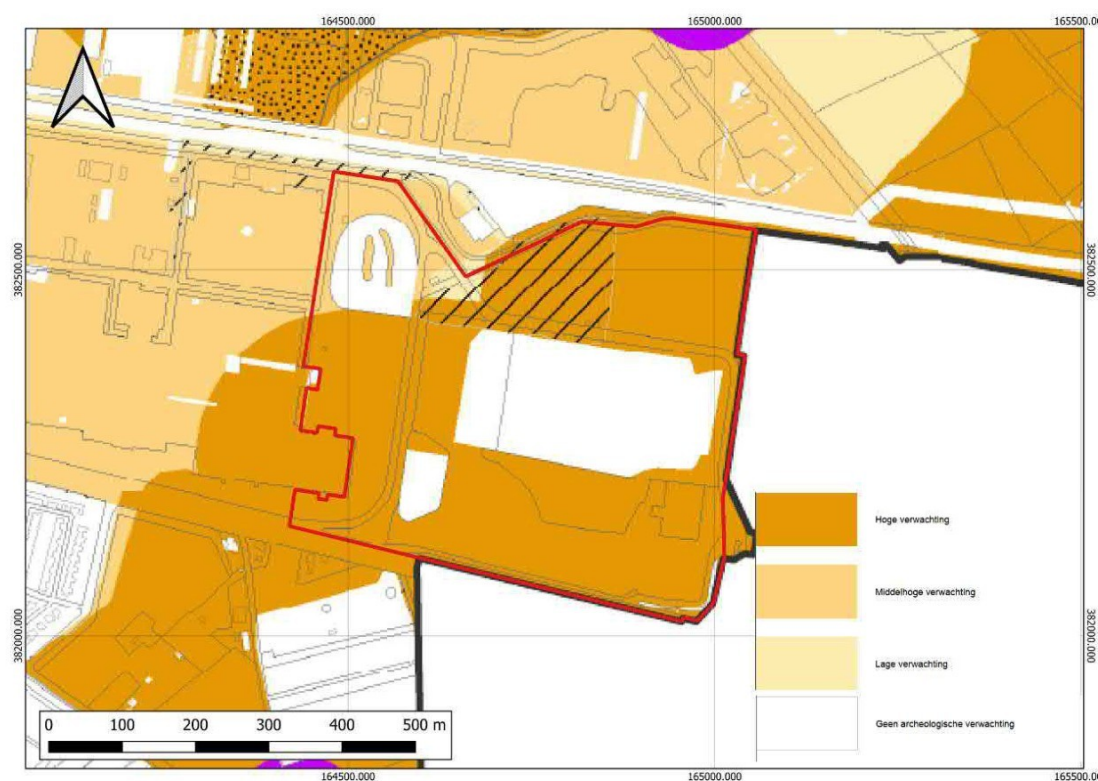 164500.000 165000.000 165500.000
382500.000 382500.000
Hoge verwachting
Middelhoge verwachting
382000.000 382000.000
Lage verwachting
Geen archeologische verwachting
0 100 200 300 400 500 m
164500.000 165000.000 165500.000